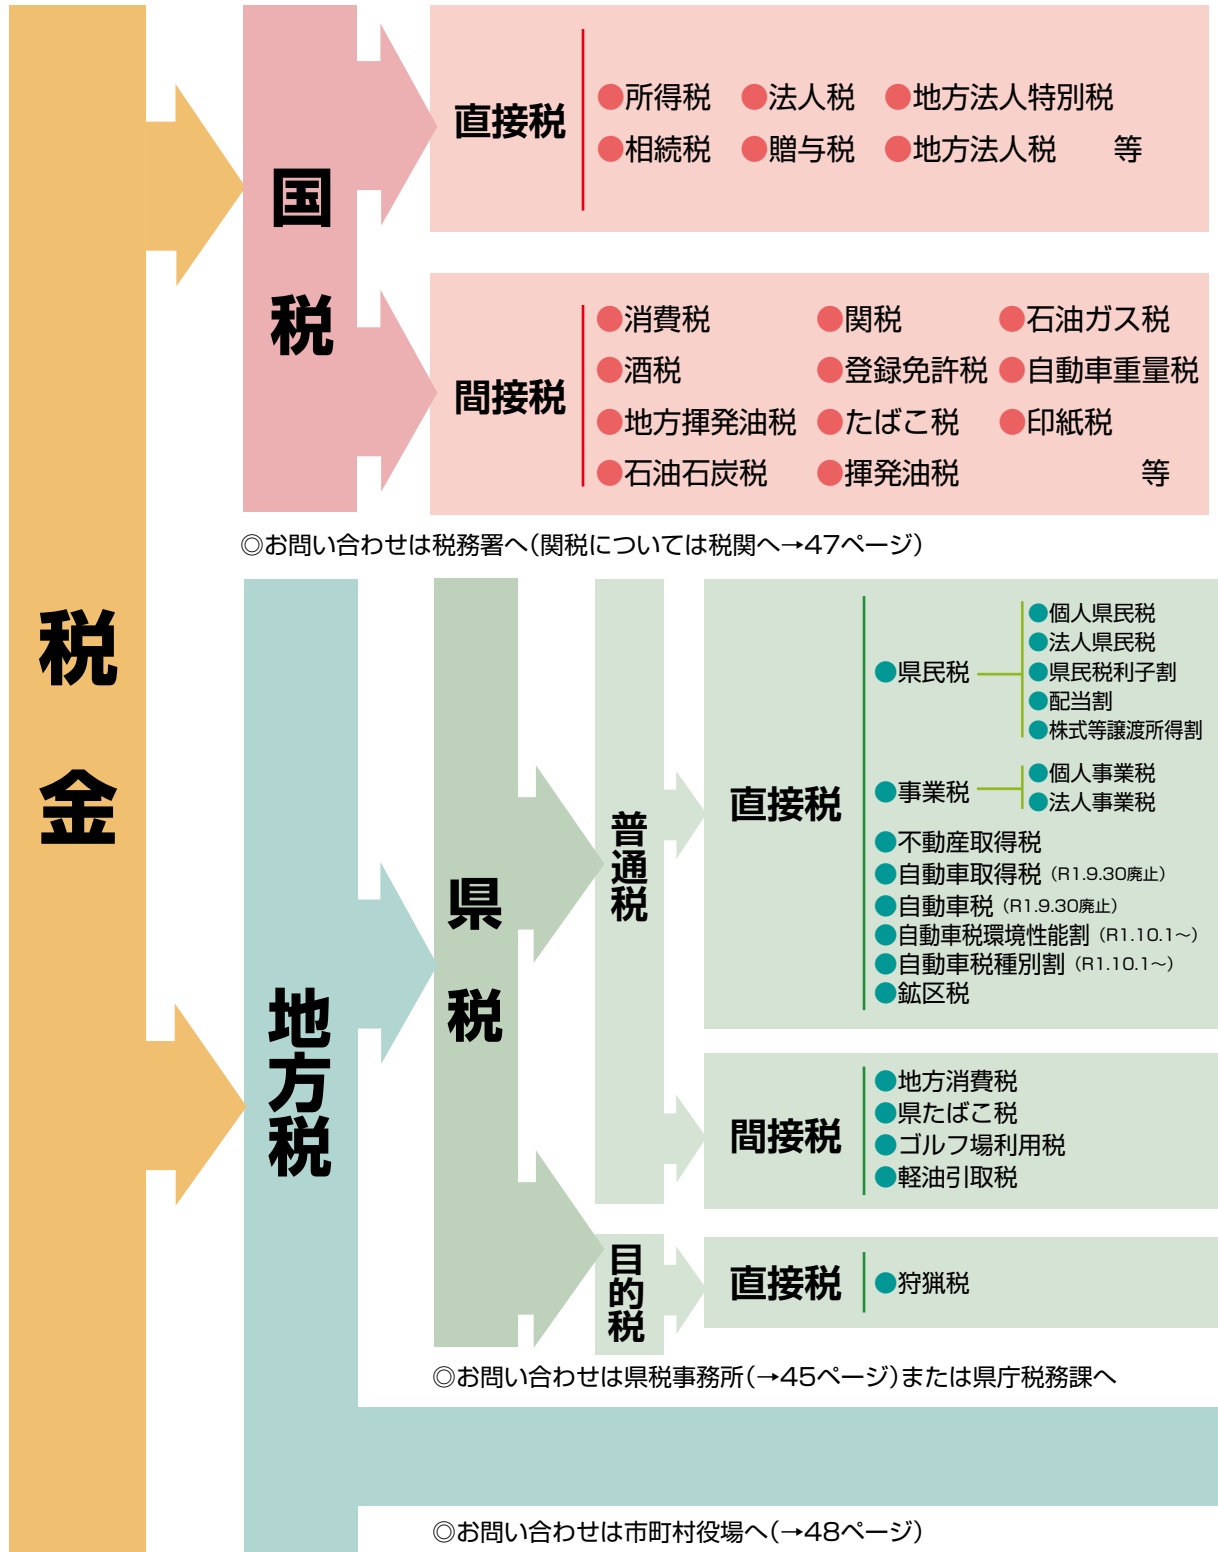 税金
国税
直接税
●所得税 ●法人税 ●地方法人特別税
●相続税 ●贈与税 ●地方法人税 等
間接税
●消費税 ●関税 ●石油ガス税
●酒税 ●登録免許税 ●自動車重量税
●地方揮発油税 ●たばこ税 ●印紙税
●石油石炭税 ●揮発油税 等
◎お問い合わせは税務署へ(関税については税関へ→47ページ)
地方税
県税
普通税
直接税
●県民税
●個人県民税
●法人県民税
●県民税利子割
●配当割
●株式等譲渡所得割
●事業税
●個人事業税
●法人事業税
●不動産取得税
●自動車取得税(R1.9.30廃止)
●自動車税(R1.9.30廃止)
●自動車税環境性能割(R1.10.1〜)
●自動車税種別割(R1.10.1〜)
●鉱区税
間接税
●地方消費税
●県たばこ税
●ゴルフ場利用税
●軽油引取税
目的税
直接税
●狩猟税
◎お問い合わせは県税事務所(→45ページ)または県庁税務課へ
◎お問い合わせは市町村役場へ(→48ページ)